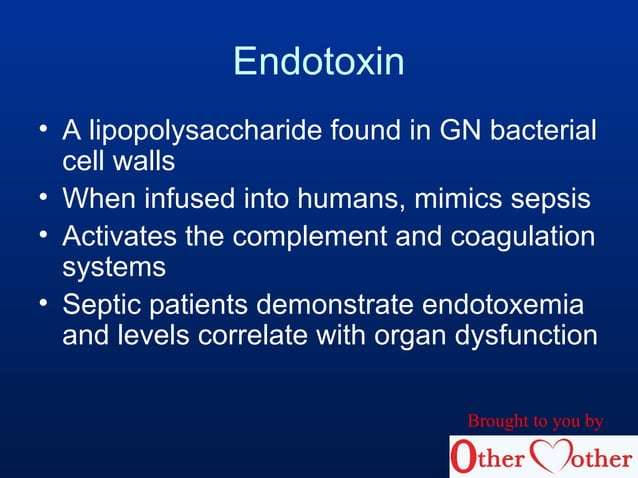 Endotoxin
• A lipopolysaccharide found in GN bacterial
cell walls
• When infused into humans, mimics sepsis
• Activates the complement and coagulation
systems
• Septic patients demonstrate endotoxemia
and levels correlate with organ dysfunction
Brought to you by
Other other